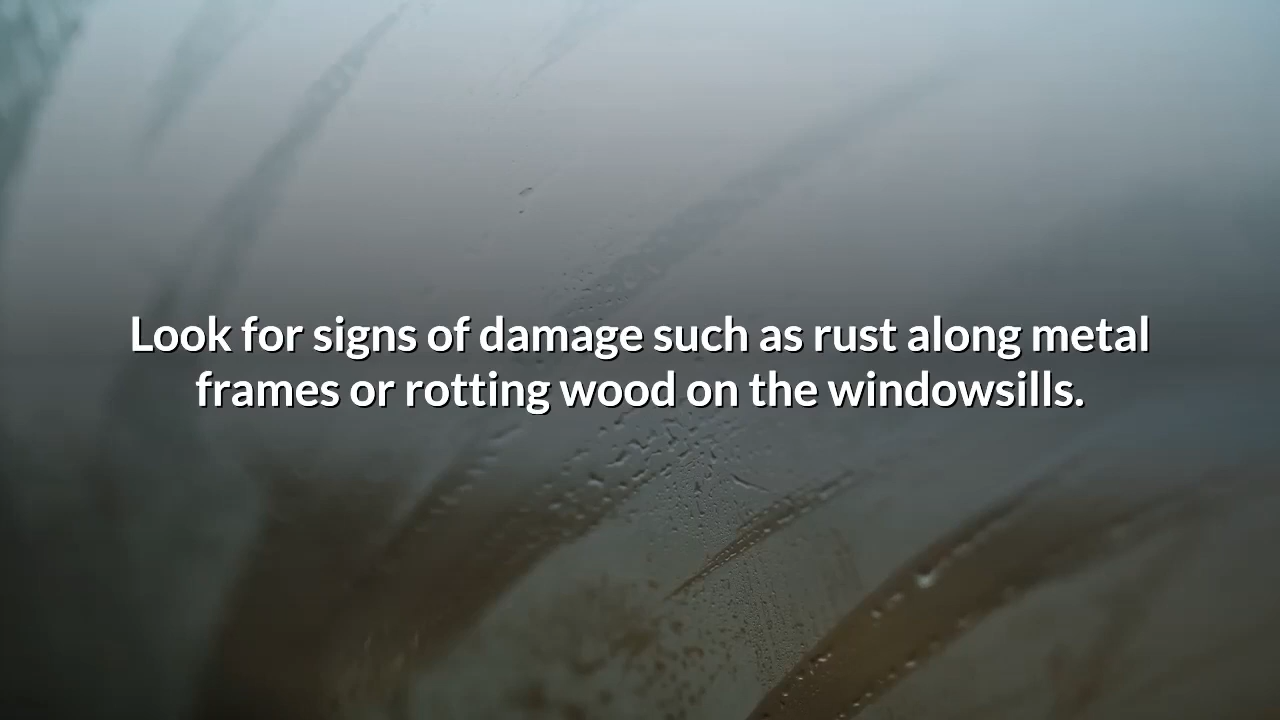 Look for signs of damage such as rust along metal
frames or rotting wood on the windowsills.